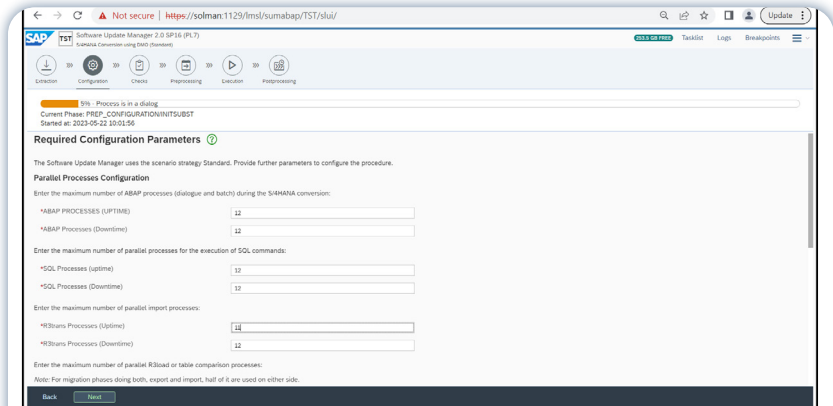 Not secure | https://solman:1129/lmsl/sumabap/TST/slui/
Update
SAP TST Software Update Manager 2.0 SP16 (PL7)
S/4HANA Conversion using DMO (Standard)
253.5 GB FREE Tasklist Logs Breakpoints
Extraction Configuration Checks Preprocessing Execution Postprocessing
5% - Process is in a dialog
Current Phase: PREP_CONFIGURATION/INITSUBST
Started at: 2023-05-22 10:01:56
Required Configuration Parameters ?
The Software Update Manager uses the scenario strategy Standard. Provide further parameters to configure the procedure.
Parallel Processes Configuration
Enter the maximum number of ABAP processes (dialogue and batch) during the S/4HANA conversion:
*ABAP PROCESSES (UPTIME) 12
*ABAP Processes (Downtime) 12
Enter the maximum number of parallel processes for the execution of SQL commands:
*SQL Processes (uptime) 12
*SQL Processes (Downtime) 12
Enter the maximum number of parallel import processes:
*R3trans Processes (Uptime)
*R3trans Processes (Downtime) 12
Enter the maximum number of parallel R3load or table comparison processes:
Note: For migration phases doing both, export and import, half of it are used on either side.
Back Next